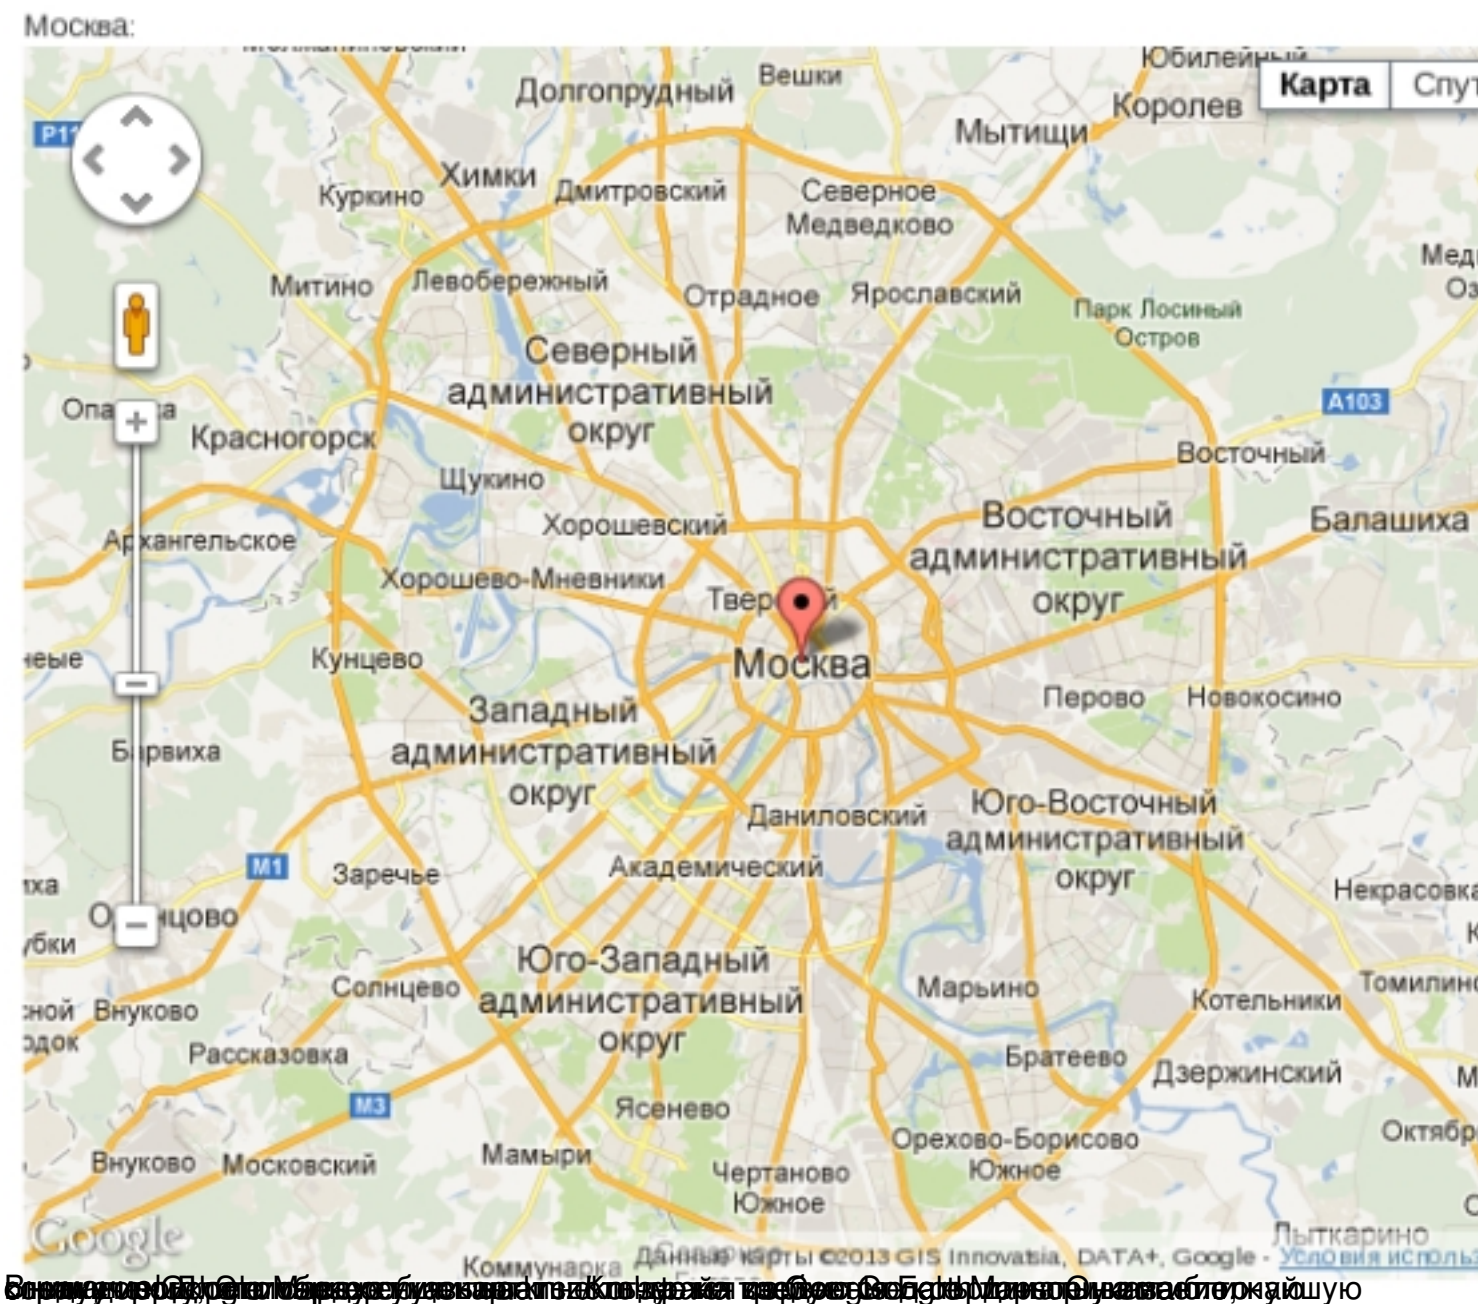 Москва:
Юбилейный
Долгопрудный
Вешки
Карта
Королев
Мытищи
Химки
Куркино
Дмитровский
Северное
Медведково
Митино
Левобережный
Отрадное
Ярославский
Парк Лосиный
Остров
Северный
административный
округ
A103
Красногорск
Щукино
Восточный
Хорошевский
Восточный
административный
округ
Балашиха
Архангельское
Хорошево-Мневники
Москва
Кунцево
Перово
Новокосино
Западный
административный
округ
Барвиха
Даниловский
Юго-Восточный
административный
округ
M1
Заречье
Академический
Некрасовка
Юго-Западный
административный
округ
Солнцево
Марьино
Котельники
Внуково
Рассказовка
Братеево
Дзержинский
M3
Ясенево
Орехово-Борисово
Южное
Внуково
Московский
Мамыри
Чертаново
Южное
Google
Лыткарино
Коммунарка
Данные карты ©2013 GIS Innovatsia, DATA+, Google -